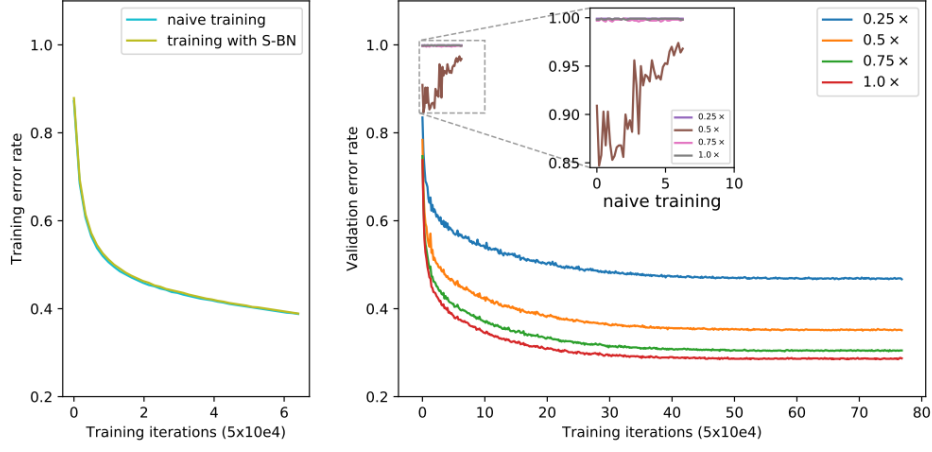 naive training
training with S-BN
1.0
0.8
0.6
0.4
0.2
Training error rate
0 2 4 6
Training iterations (5x10e4)
1.0
0.8
0.6
0.4
0.2
Validation error rate
0 10 20 30 40 50 60 70 80
Training iterations (5x10e4)
1.00
0.95
0.90
0.85
0.25 ×
0.5 ×
0.75 ×
1.0 ×
0 5 10
naive training
0.25 ×
0.5 ×
0.75 ×
1.0 ×